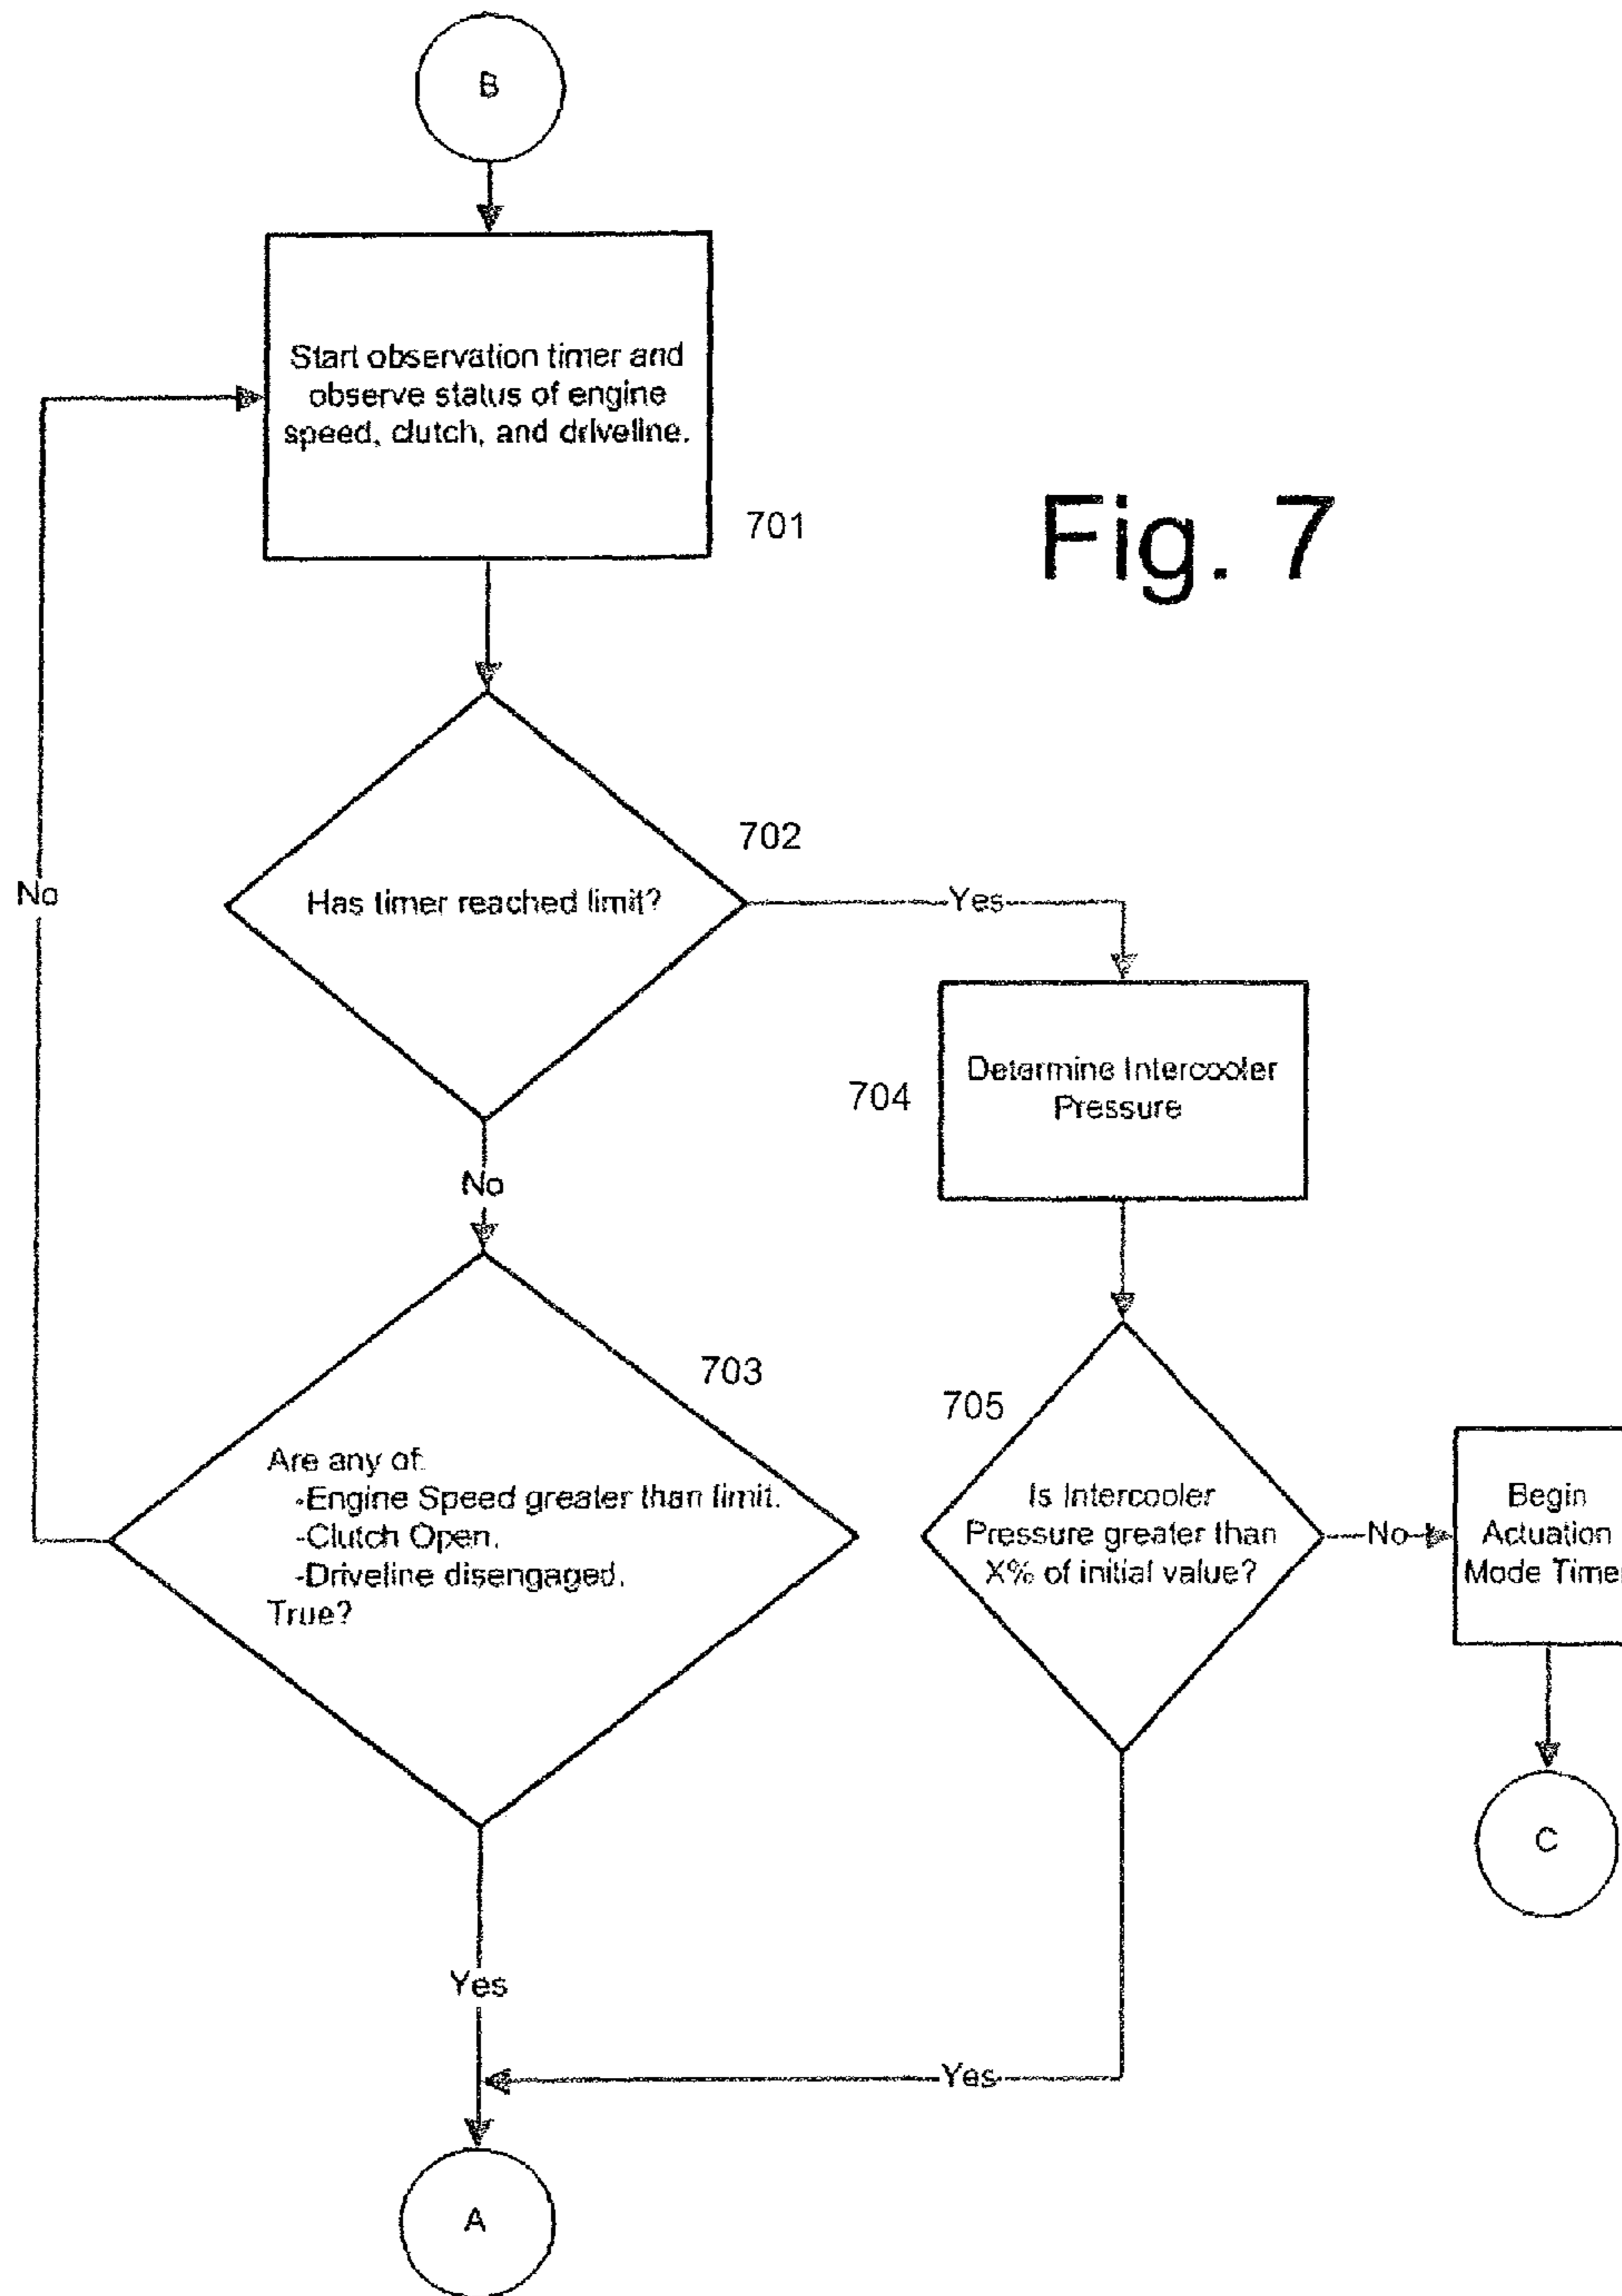 B
Start observation timer and
observe status of engine
speed, clutch, and driveline.
701
Fig. 7
702
Has timer reached limit?
Yes
No
No
704
Determine Intercooler
Pressure
703
Are any of:
-Engine Speed greater than limit.
-Clutch Open.
-Driveline disengaged.
True?
705
Is Intercooler
Pressure greater than
X% of initial value?
No
Begin
Actuation
Mode Timer
C
Yes
Yes
A